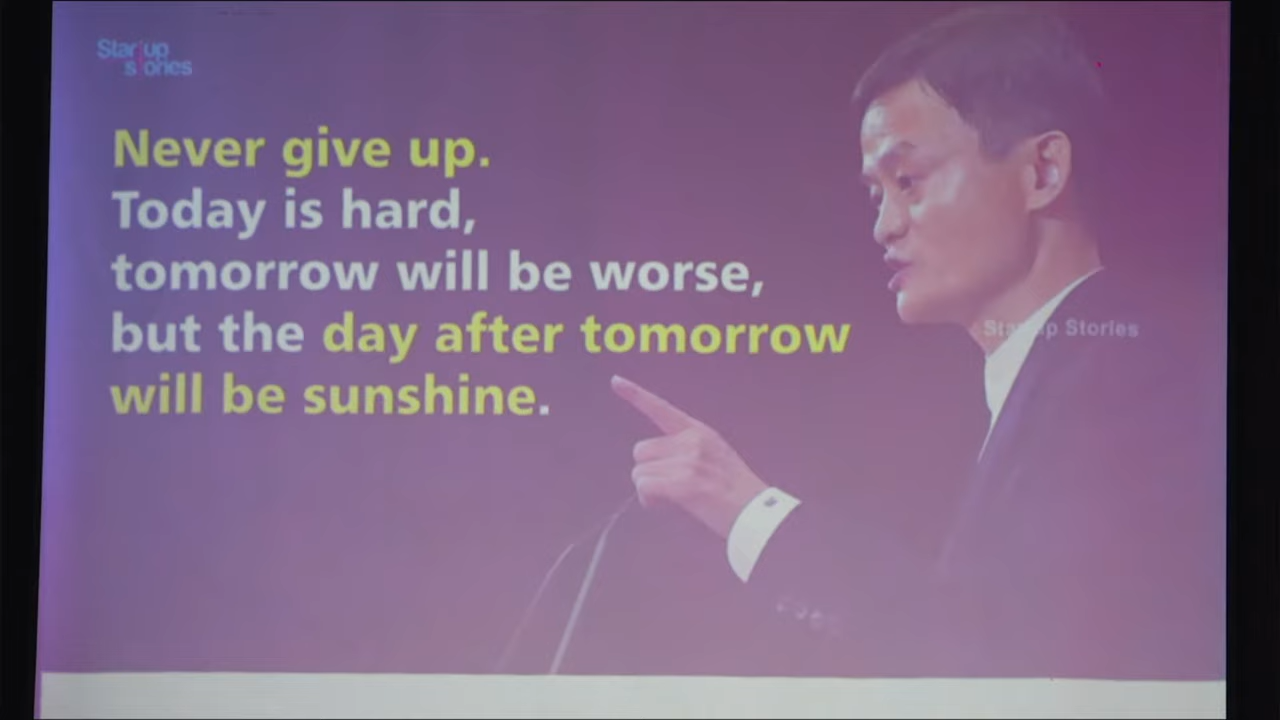 Startup
stories
Never give up.
Today is hard,
tomorrow will be worse,
but the day after tomorrow
will be sunshine.
Startup Stories